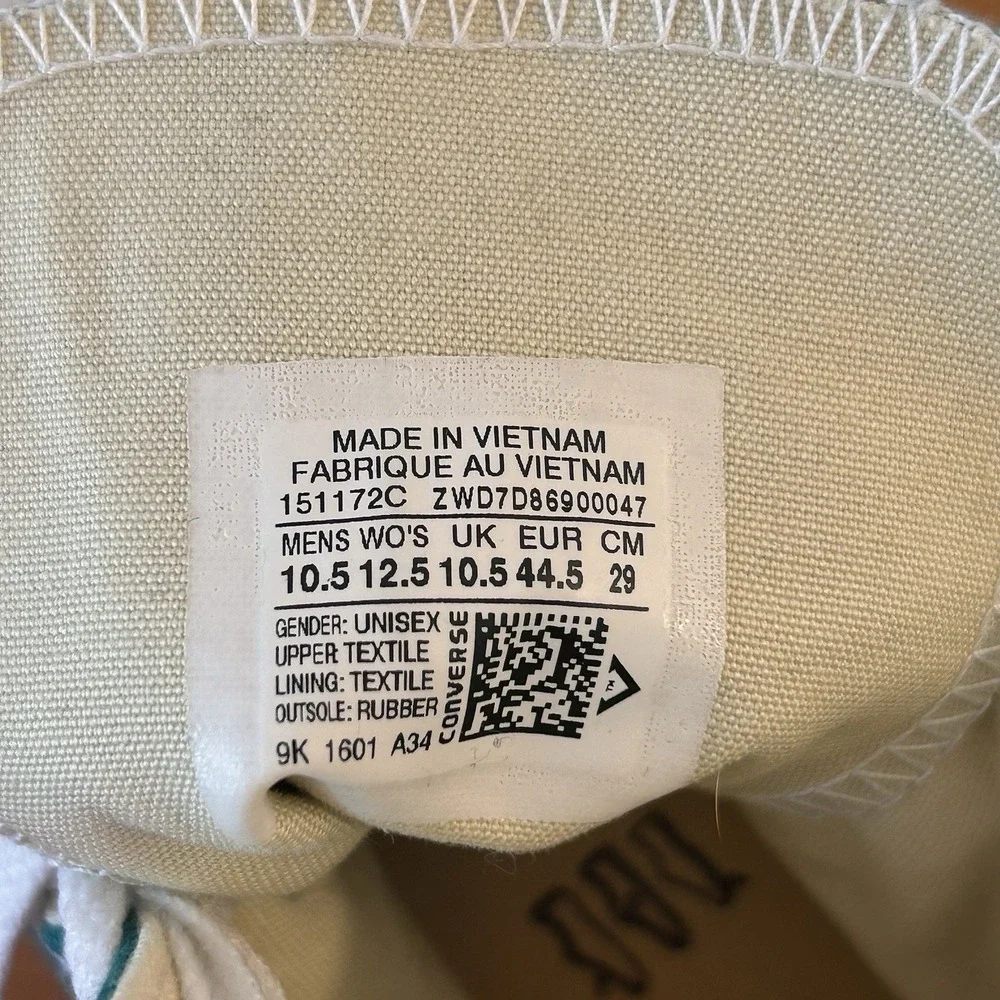 MADE IN VIETNAM
FABRIQUE AU VIETNAM
151172C ZWD7D86900047
MENS WO'S UK EUR CM
10.5 12.5 10.5 44.5 29
GENDER: UNISEX
UPPER TEXTILE
LINING: TEXTILE
OUTSOLE: RUBBER
9K 1601 A34
CONVERSE
TM